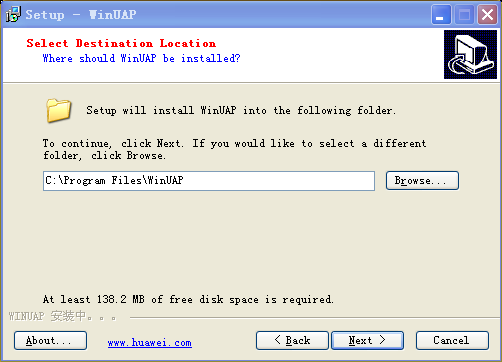 Setup - WinUAP
Select Destination Location
Where should WinUAP be installed?
Setup will install WinUAP into the following folder.
To continue, click Next. If you would like to select a different
folder, click Browse.
C:\Program Files\WinUAP
Browse...
At least 138.2 MB of free disk space is required.
WINUAP 安装中。。。
About...
www.huawei.com
< Back
Next >
Cancel